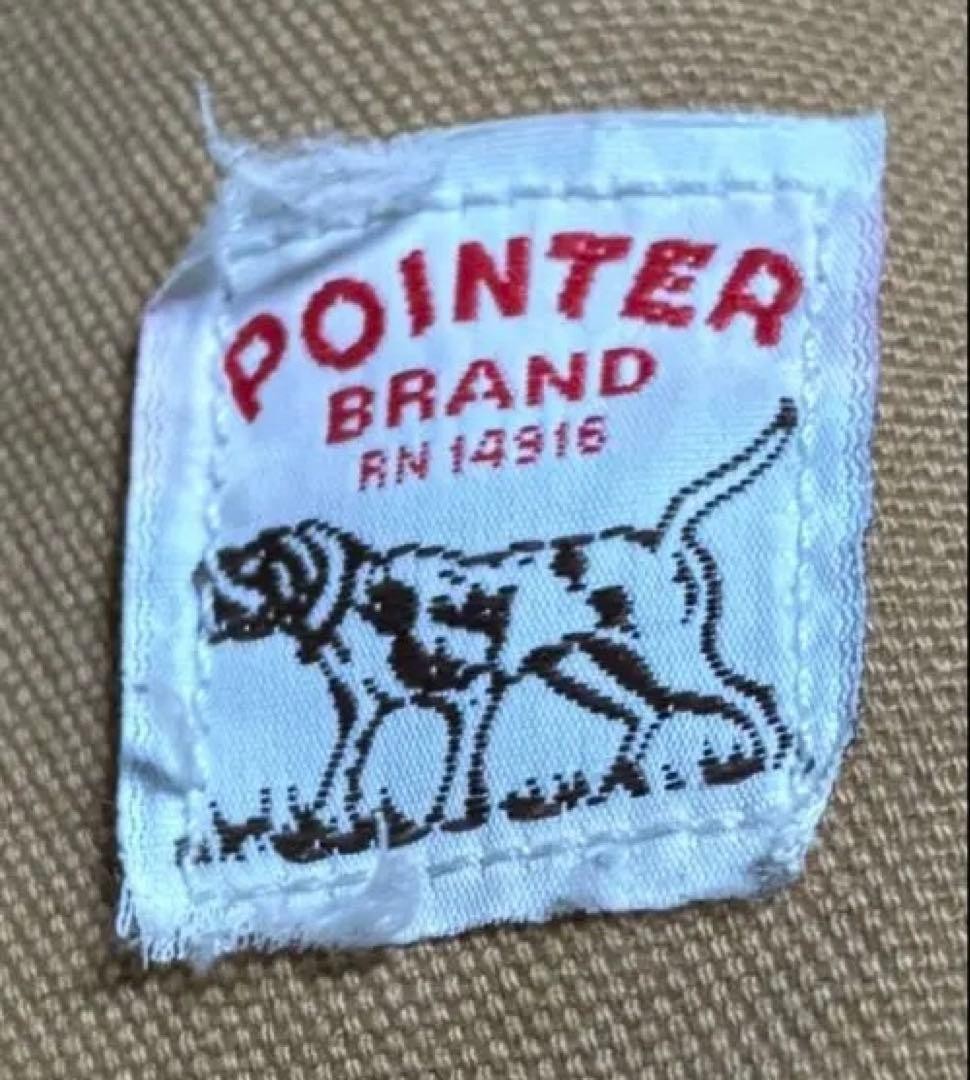 POINTER
BRAND
RN 14916